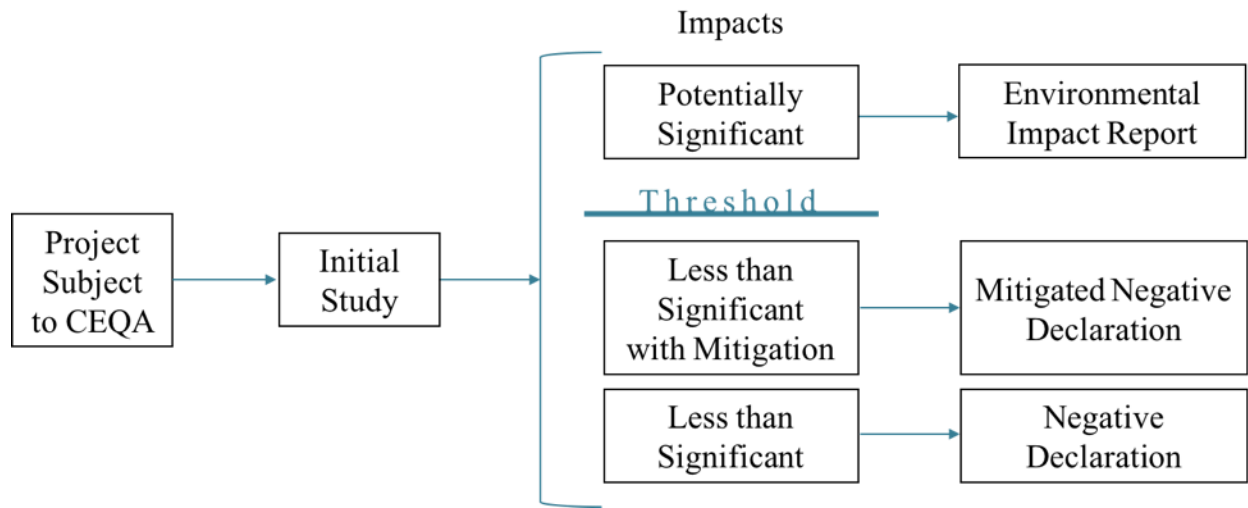 Impacts
Potentially
Significant
Environmental
Impact Report
Threshold
Project
Subject
to CEQA
Initial
Study
Less than
Significant
with Mitigation
Mitigated Negative
Declaration
Less than
Significant
Negative
Declaration